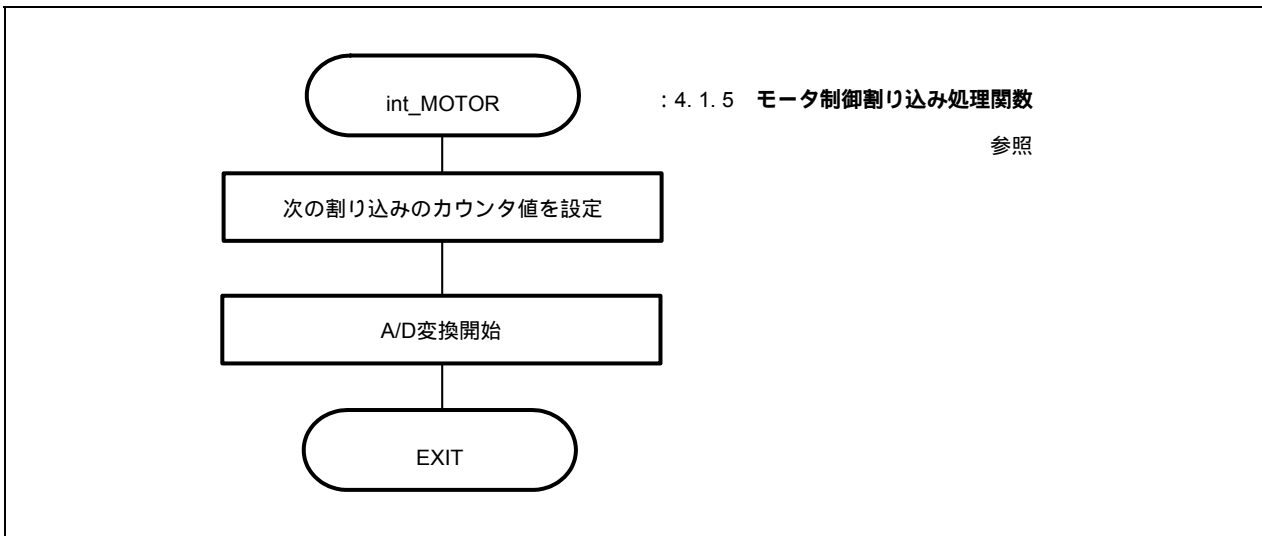 int_MOTOR
:4. 1. 5 モータ制御割り込み処理関数
参照
次の割り込みのカウンタ値を設定
A/D変換開始
EXIT